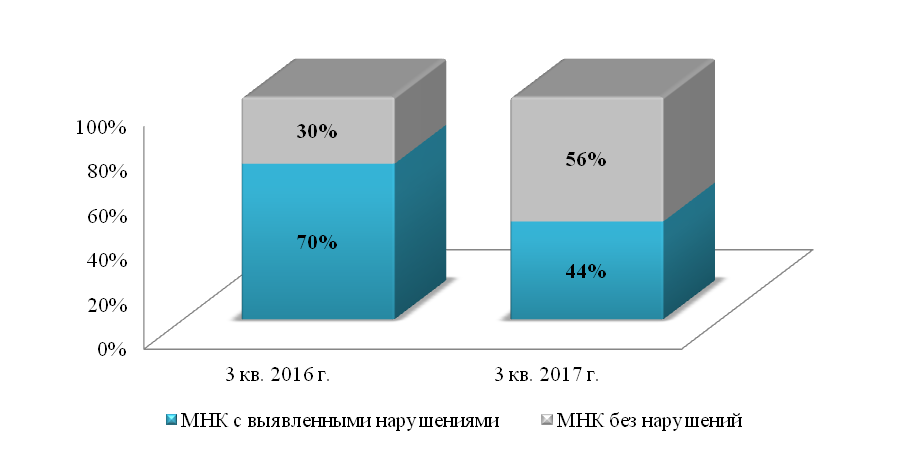 100%
80%
60%
40%
20%
0%
30%
70%
56%
44%
3 кв. 2016 г.
3 кв. 2017 г.
МНК с выявленными нарушениями
МНК без нарушений